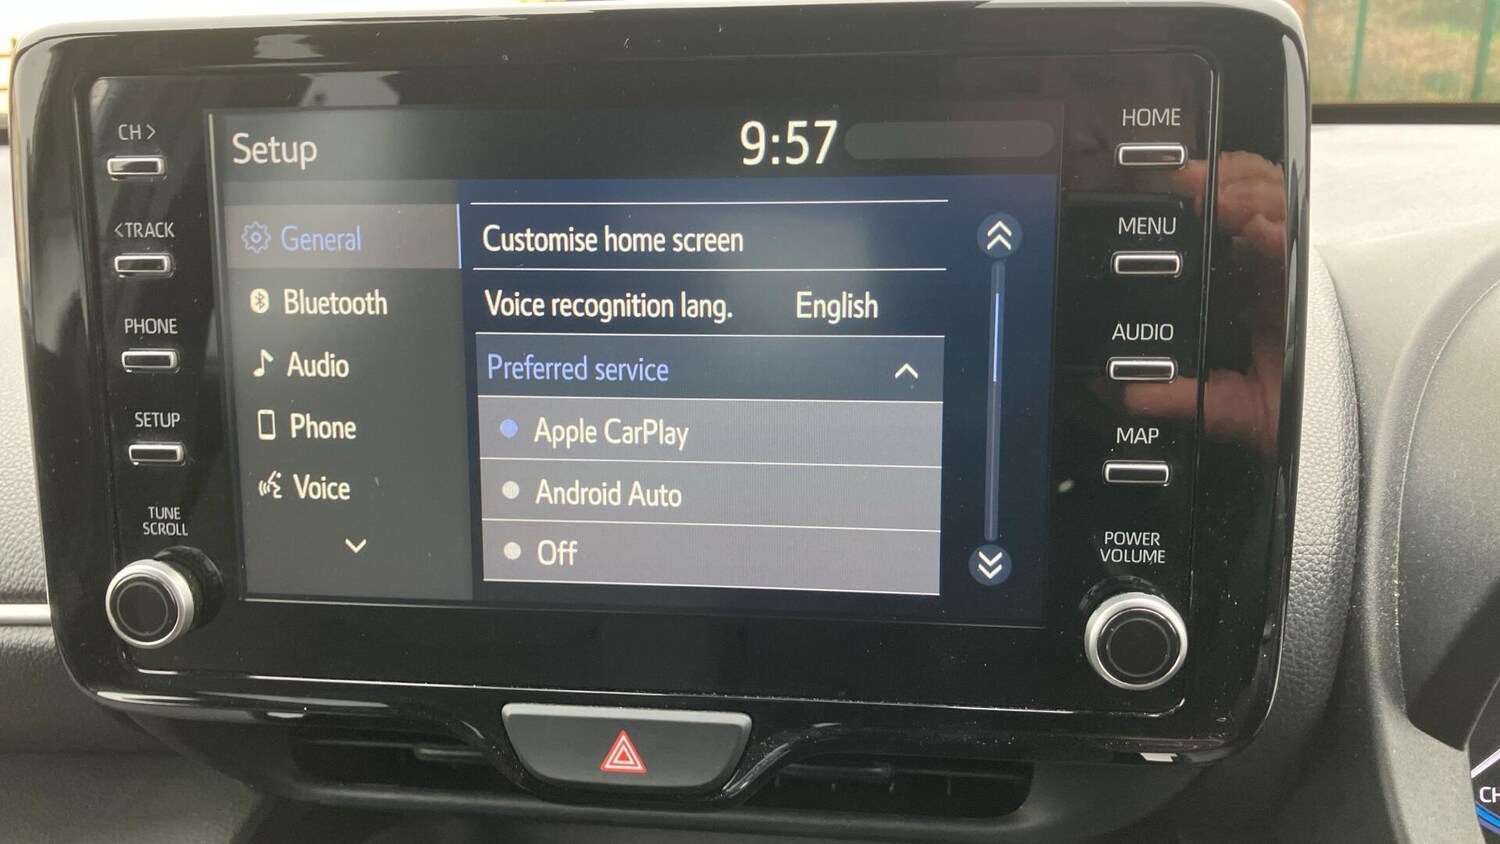 CH >
< TRACK
PHONE
SETUP
TUNE
SCROLL
Setup
9:57
General
Bluetooth
Audio
Phone
Voice
Customise home screen
Voice recognition lang. English
Preferred service
Apple CarPlay
Android Auto
Off
HOME
MENU
AUDIO
MAP
POWER
VOLUME
CH